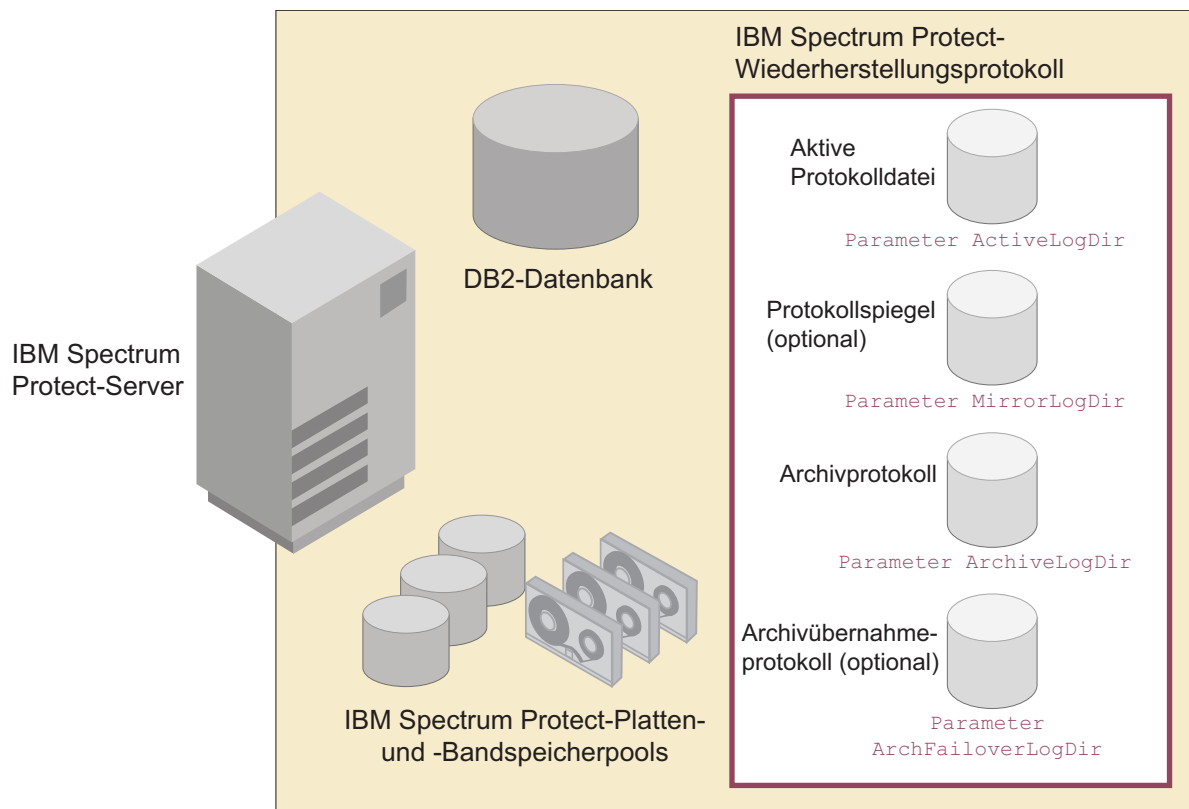 IBM Spectrum Protect-
Wiederherstellungsprotokoll
Aktive
Protokolldatei
Parameter ActiveLogDir
DB2-Datenbank
Protokollspiegel
(optional)
Parameter MirrorLogDir
IBM Spectrum
Protect-Server
Archivprotokoll
Parameter ArchiveLogDir
Archivübernahme-
protokoll (optional)
Parameter
ArchFailoverLogDir
IBM Spectrum Protect-Platten-
und -Bandspeicherpools